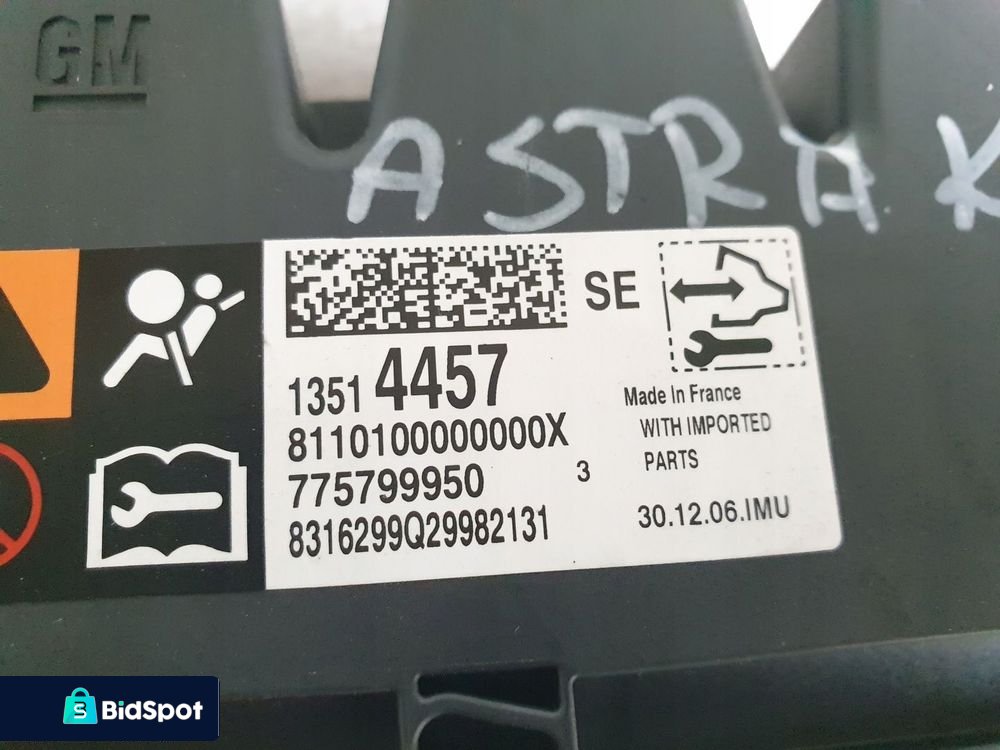 GM
ASTRA K
SE
1351 4457
8110100000000X
775799950
3
8316299Q29982131
Made In France
WITH IMPORTED
PARTS
30.12.06.IMU
BidSpot